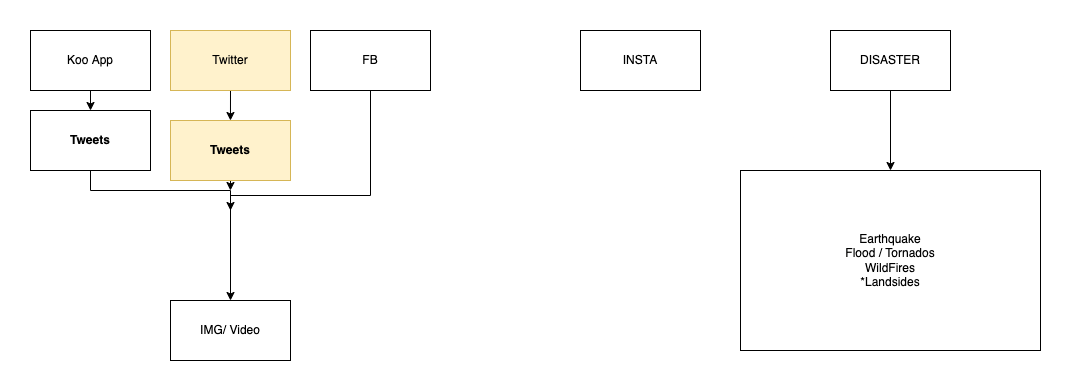 Koo App
Twitter
FB
INSTA
DISASTER
Tweets
Tweets
Earthquake
Flood / Tornados
WildFires
*Landsides
IMG/ Video